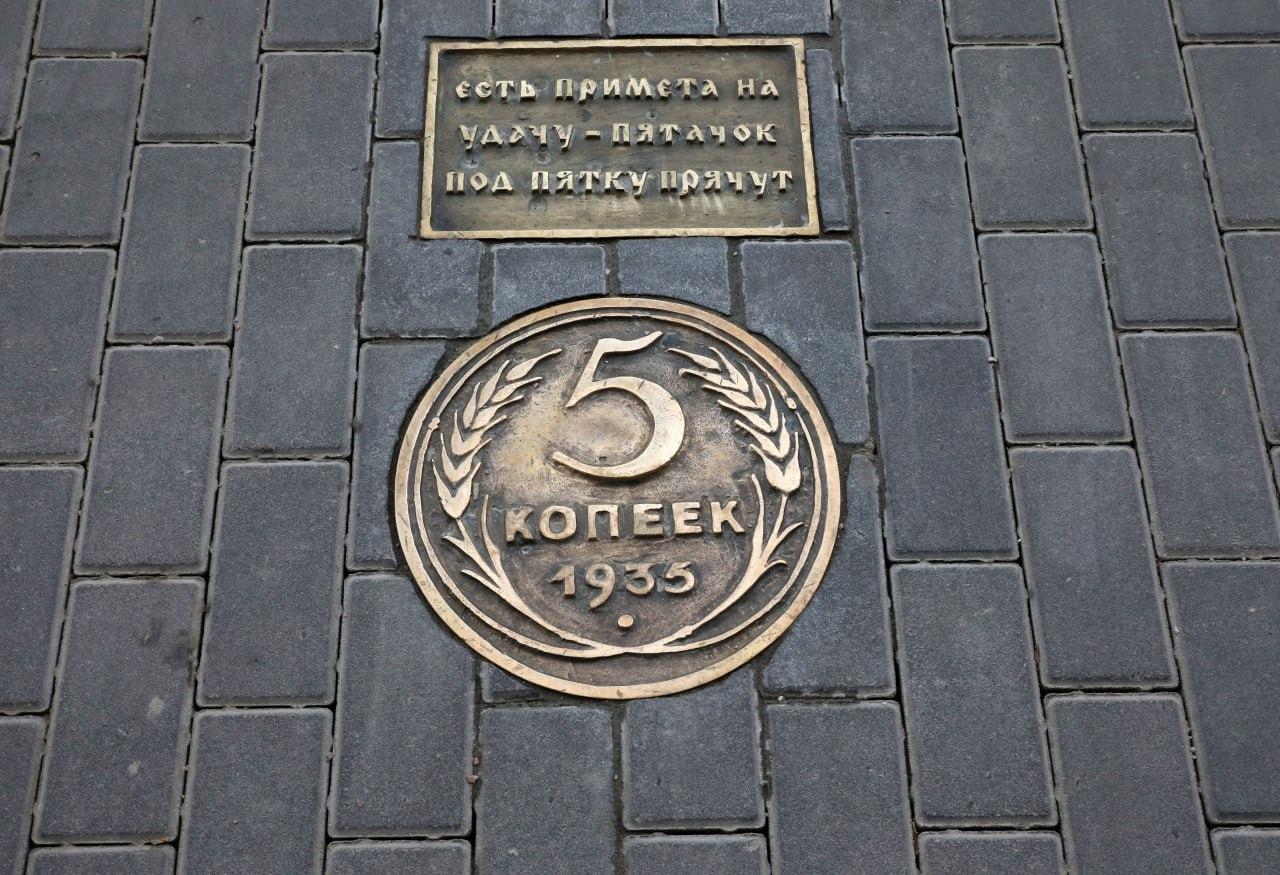 есть примета на
удачу – пятачок
под пятку прячут
5
КОПЕЕК
1935